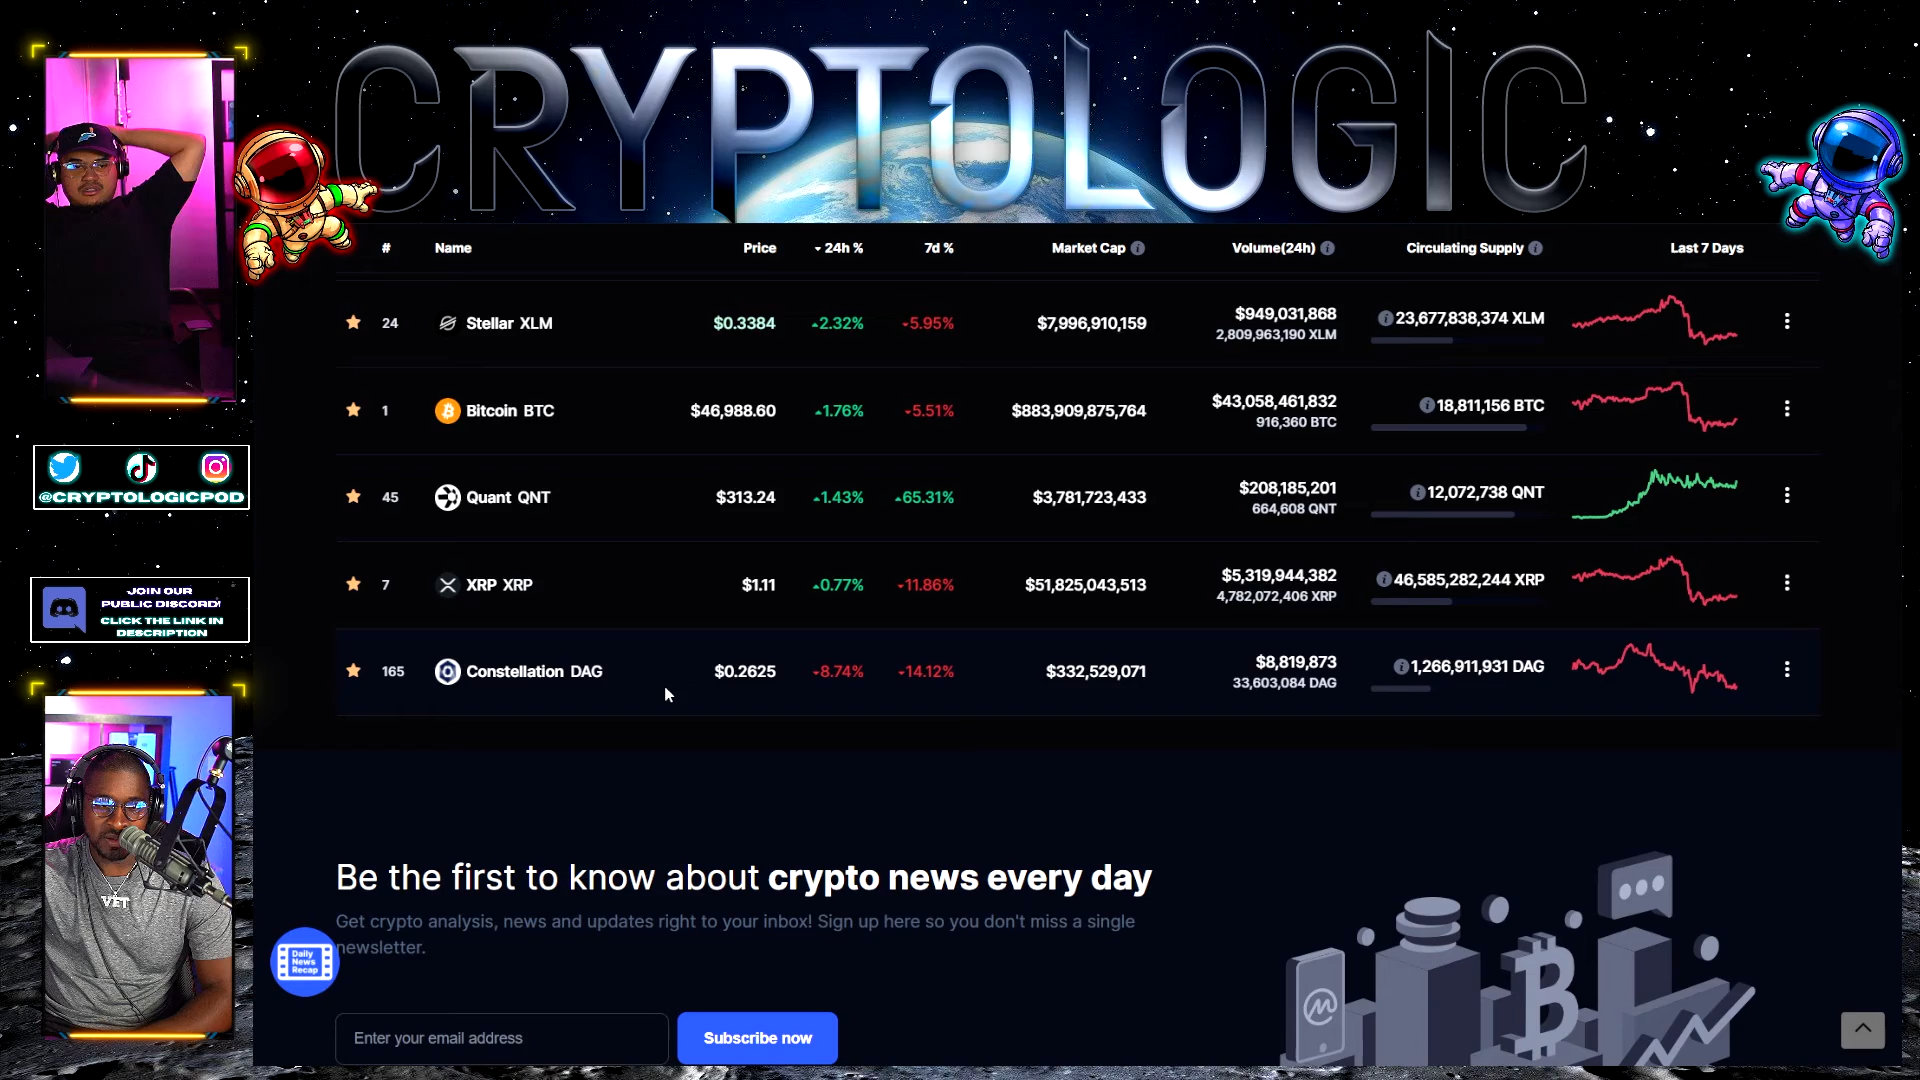 CRYPTOLOGIC
# Name Price 24h % 7d % Market Cap Volume(24h) Circulating Supply Last 7 Days
24 Stellar XLM $0.3384 2.32% 5.95% $7,996,910,159 $949,031,868 23,677,838,374 XLM
2,809,963,190 XLM
1 Bitcoin BTC $46,988.60 1.76% 5.51% $883,909,875,764 $43,058,461,832 18,811,156 BTC
916,360 BTC
45 Quant QNT $313.24 1.43% 65.31% $3,781,723,433 $208,185,201 12,072,738 QNT
664,608 QNT
7 XRP XRP $1.11 0.77% 11.86% $51,825,043,513 $5,319,944,382 46,585,282,244 XRP
4,782,072,406 XRP
165 Constellation DAG $0.2625 8.74% 14.12% $332,529,071 $8,819,873 1,266,911,931 DAG
33,603,084 DAG
@CRYPTOLOGICPOD
JOIN OUR
PUBLIC DISCORD!
CLICK THE LINK IN
DESCRIPTION
VET
Be the first to know about crypto news every day
Get crypto analysis, news and updates right to your inbox! Sign up here so you don't miss a single
newsletter.
Daily
News
Recap
Enter your email address
Subscribe now